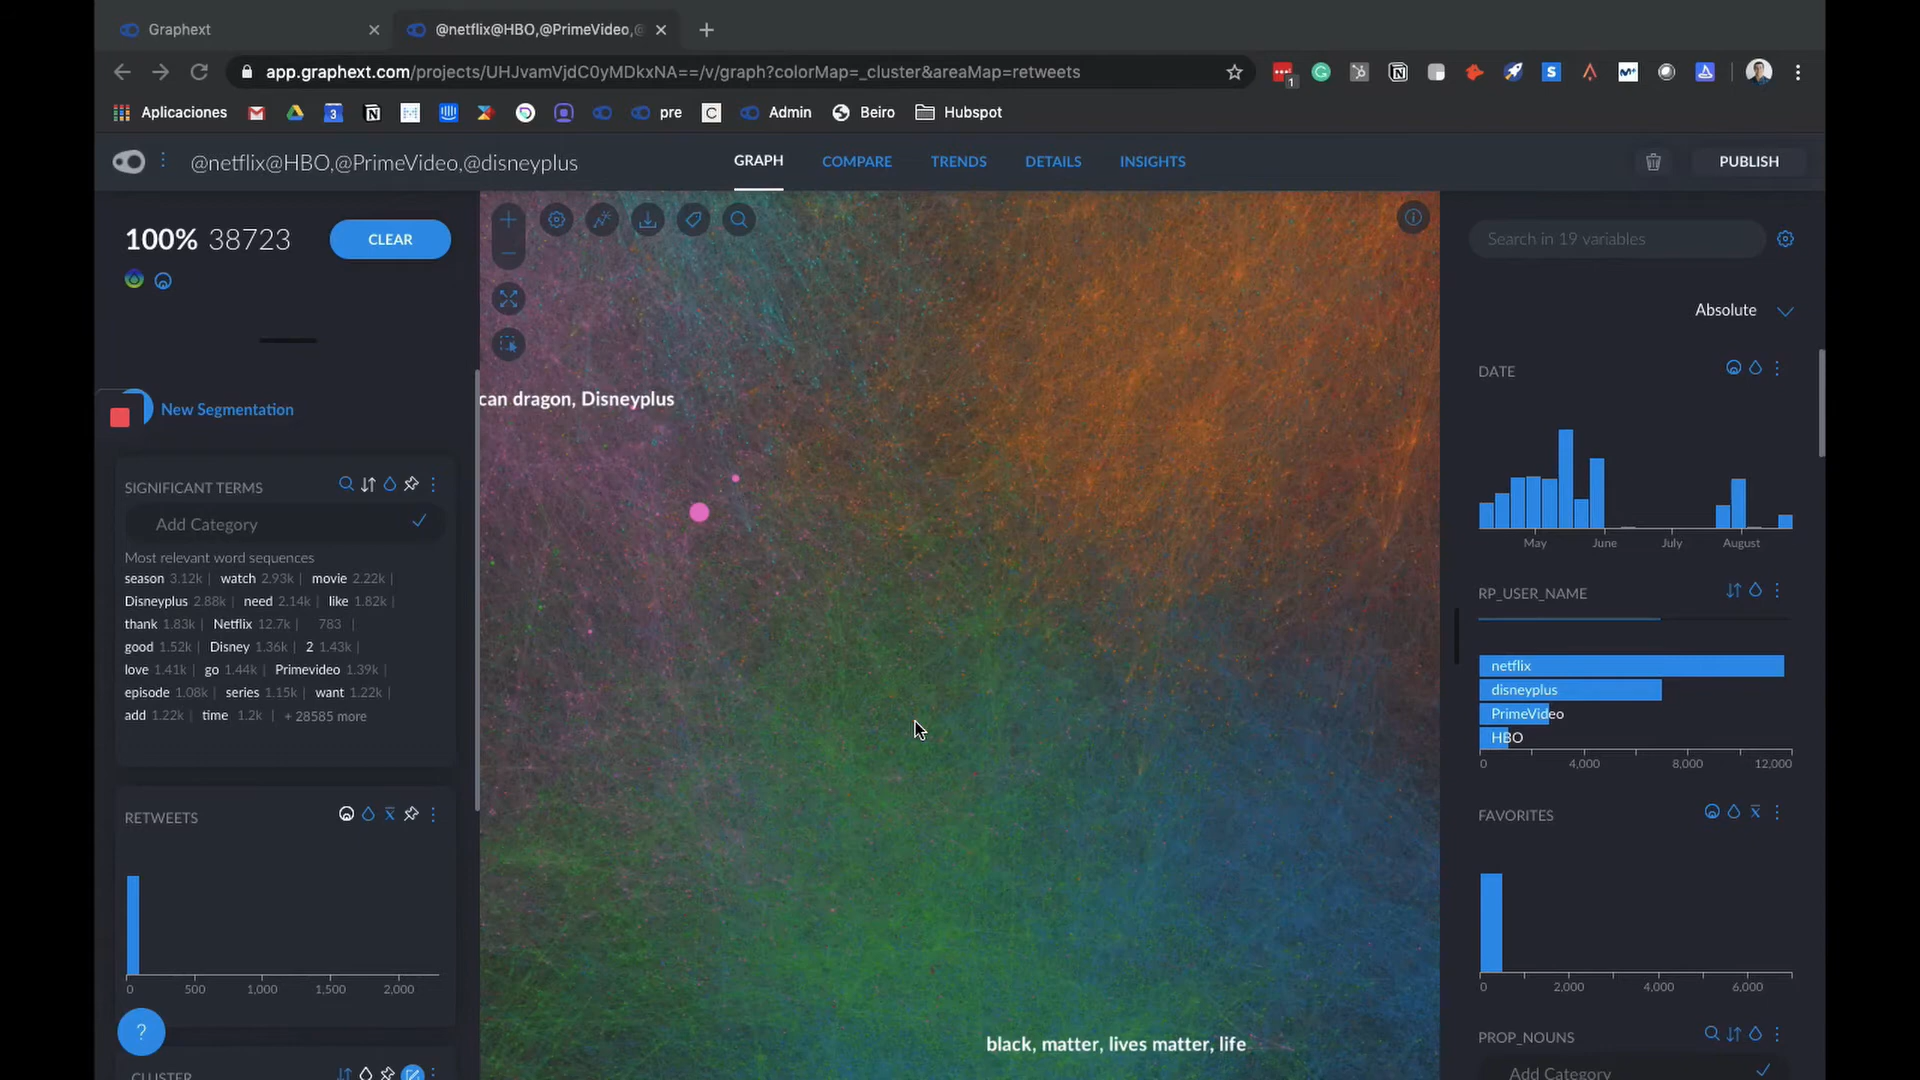 Graphext
@netflix@HBO,@PrimeVideo,@
app.graphext.com/projects/UHJvamVjdC0yMDkxNA==/v/graph?colorMap=_cluster&areaMap=retweets
1
Aplicaciones
3
pre
Admin
Beiro
Hubspot
@netflix@HBO,@PrimeVideo,@disneyplus
GRAPH
COMPARE
TRENDS
DETAILS
INSIGHTS
PUBLISH
100% 38723
CLEAR
New Segmentation
SIGNIFICANT TERMS
Add Category
Most relevant word sequences
season 3.12k | watch 2.93k | movie 2.22k |
Disneyplus 2.88k | need 2.14k | like 1.82k |
thank 1.83k | Netflix 12.7k | 783 |
good 1.52k | Disney 1.36k | 2 1.43k |
love 1.41k | go 1.44k | Primevideo 1.39k |
episode 1.08k | series 1.15k | want 1.22k |
add 1.22k | time 1.2k | + 28585 more
RETWEETS
0 500 1,000 1,500 2,000
?
CLUSTER
can dragon, Disneyplus
black, matter, lives matter, life
Search in 19 variables
Absolute
DATE
May June July August
RP_USER_NAME
netflix
disneyplus
PrimeVideo
HBO
0 4,000 8,000 12,000
FAVORITES
0 2,000 4,000 6,000
PROP_NOUNS
Add Category